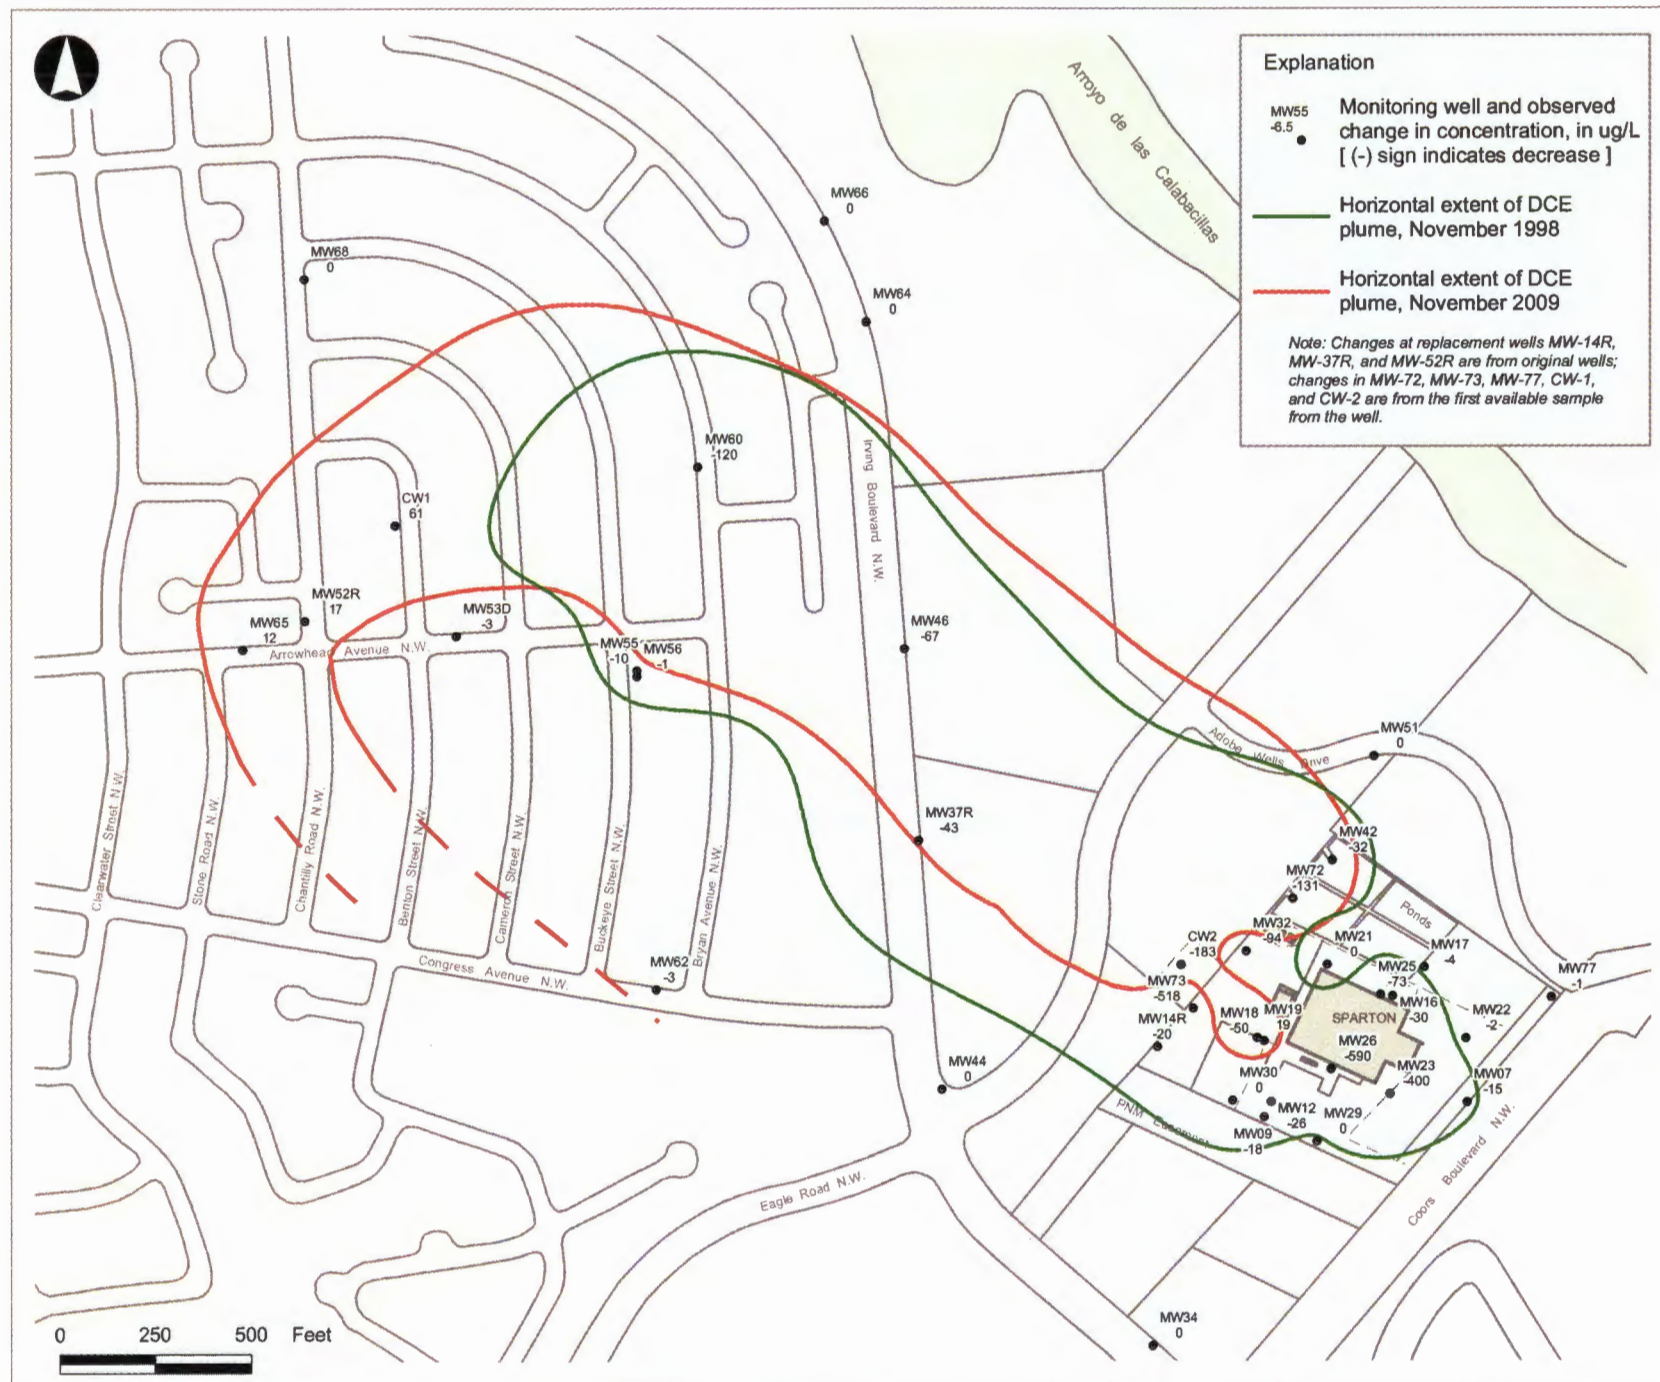 Explanation
MW55
-6.5
Monitoring well and observed
change in concentration, in ug/L
[ (-) sign indicates decrease ]
Horizontal extent of DCE
plume, November 1998
Horizontal extent of DCE
plume, November 2009
Note: Changes at replacement wells MW-14R,
MW-37R, and MW-52R are from original wells;
changes in MW-72, MW-73, MW-77, CW-1,
and CW-2 are from the first available sample
from the well.
Arroyo de las Calabacillas
MW66
0
MW68
0
MW64
0
MW60
-120
Irving Boulevard N.W.
CW1
61
MW52R
17
MW65
12
MW53D
-3
Arrowhead Avenue N.W.
MW55
-10
MW56
-1
MW46
-67
MW51
0
Adobe Wells Drive
MW37R
-43
MW42
-32
MW72
-131
Ponds
Clearwater Street N.W.
Stone Road N.W.
Chantilly Road N.W.
Benton Street N.W.
Cameron Street N.W.
Buckeye Street N.W.
Bryan Avenue N.W.
MW32
-94
MW21
0
MW17
-4
CW2
-183
MW25
-73
MW77
-1
Congress Avenue N.W.
MW62
-3
MW73
-518
MW16
-30
MW14R
-20
MW18
-50
MW19
19
SPARTON
MW22
-2
MW26
-590
MW23
-400
MW07
-15
MW44
0
MW30
0
MW12
-26
MW29
0
PNM Easement
MW09
-18
Coors Boulevard N.W.
Eagle Road N.W.
MW34
0
0 250 500 Feet